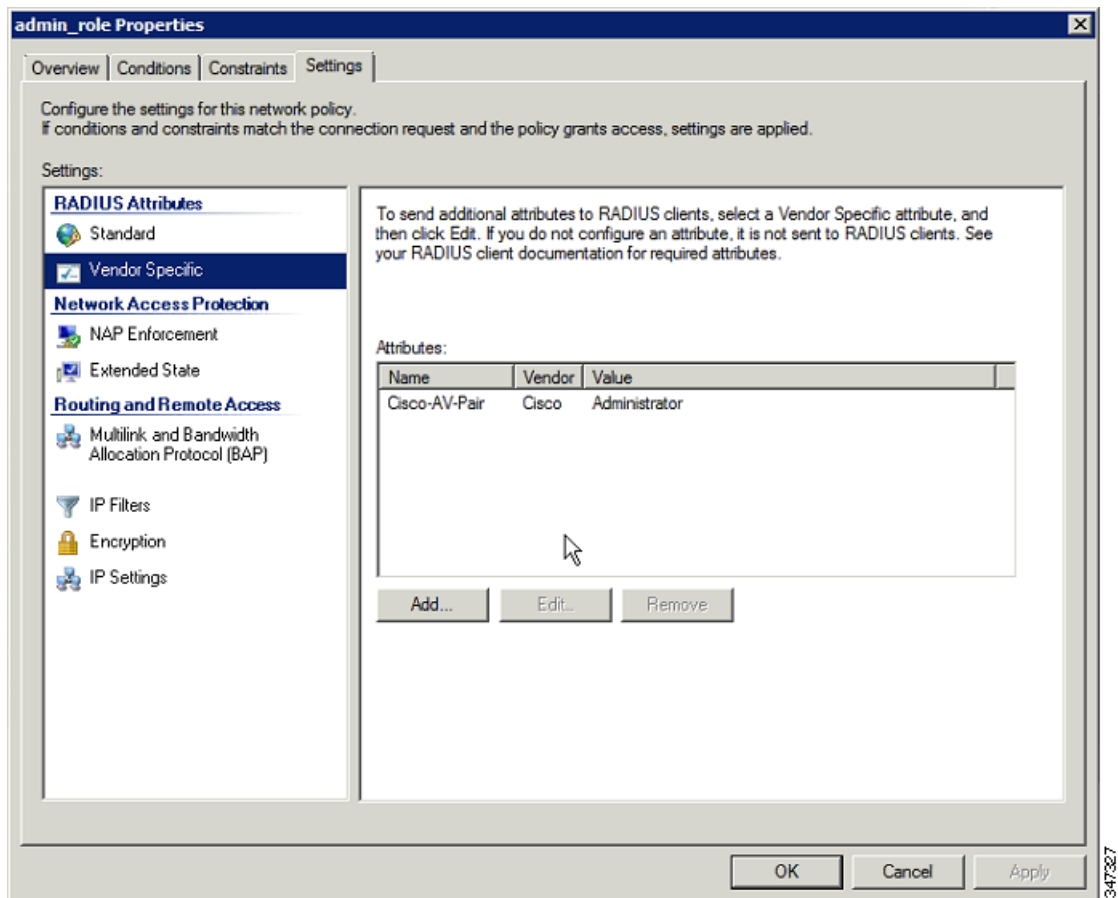 admin_role Properties
Overview
Conditions
Constraints
Settings
Configure the settings for this network policy.
If conditions and constraints match the connection request and the policy grants access, settings are applied.
Settings:
RADIUS Attributes
Standard
Vendor Specific
Network Access Protection
NAP Enforcement
Extended State
Routing and Remote Access
Multilink and Bandwidth
Allocation Protocol (BAP)
IP Filters
Encryption
IP Settings
To send additional attributes to RADIUS clients, select a Vendor Specific attribute, and
then click Edit. If you do not configure an attribute, it is not sent to RADIUS clients. See
your RADIUS client documentation for required attributes.
Attributes:
Name Vendor Value
Cisco-AV-Pair Cisco Administrator
Add... Edit... Remove
OK Cancel Apply
347327